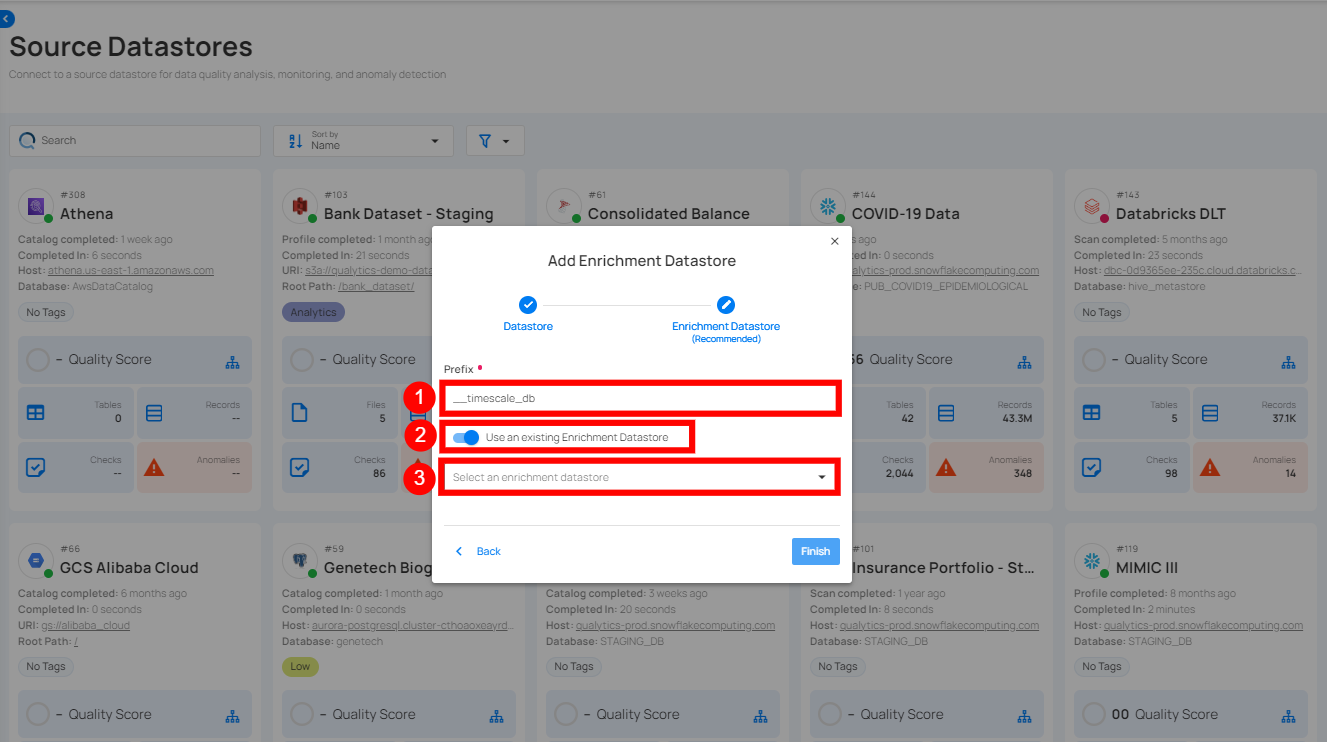 Source Datastores
Connect to a source datastore for data quality analysis, monitoring, and anomaly detection
Search
Sort by
Name
#308
Athena
Catalog completed: 1 week ago
Completed In: 6 seconds
Host: athena.us-east-1.amazonaws.com
Database: AwsDataCatalog
No Tags
– Quality Score
Tables
0
Records
--
Checks
--
Anomalies
--
#103
Bank Dataset - Staging
Profile completed: 1 month ago
Completed In: 21 seconds
URI: s3a://qualytics-demo-data
Root Path: /bank_dataset/
Analytics
– Quality Score
Files
5
Checks
86
#61
Consolidated Balance
#144
COVID-19 Data
ago
In: 0 seconds
alytics-prod.snowflakecomputing.com
e: PUB_COVID19_EPIDEMIOLOGICAL
56 Quality Score
Tables
42
Records
43.3M
Checks
2,044
Anomalies
348
#143
Databricks DLT
Scan completed: 5 months ago
Completed In: 23 seconds
Host: dbc-0d9365ee-235c.cloud.databricks.c...
Database: hive_metastore
No Tags
– Quality Score
Tables
5
Records
37.1K
Checks
98
Anomalies
14
Add Enrichment Datastore
Datastore
Enrichment Datastore
(Recommended)
Prefix
1
__timescale_db
2
Use an existing Enrichment Datastore
3
Select an enrichment datastore
Back
Finish
#66
GCS Alibaba Cloud
Catalog completed: 6 months ago
Completed In: 0 seconds
URI: gs://alibaba_cloud
Root Path: /
No Tags
– Quality Score
#59
Genetech Biog
Catalog completed: 1 month ago
Completed In: 0 seconds
Host: aurora-postgresql.cluster-cthoaoxeayrd...
Database: genetech
Low
– Quality Score
Catalog completed: 3 weeks ago
Completed In: 20 seconds
Host: qualytics-prod.snowflakecomputing.com
Database: STAGING_DB
No Tags
– Quality Score
#101
Insurance Portfolio - St...
Scan completed: 1 year ago
Completed In: 8 seconds
Host: qualytics-prod.snowflakecomputing.com
Database: STAGING_DB
No Tags
– Quality Score
#119
MIMIC III
Profile completed: 8 months ago
Completed In: 2 minutes
Host: qualytics-prod.snowflakecomputing.com
Database: STAGING_DB
No Tags
00 Quality Score